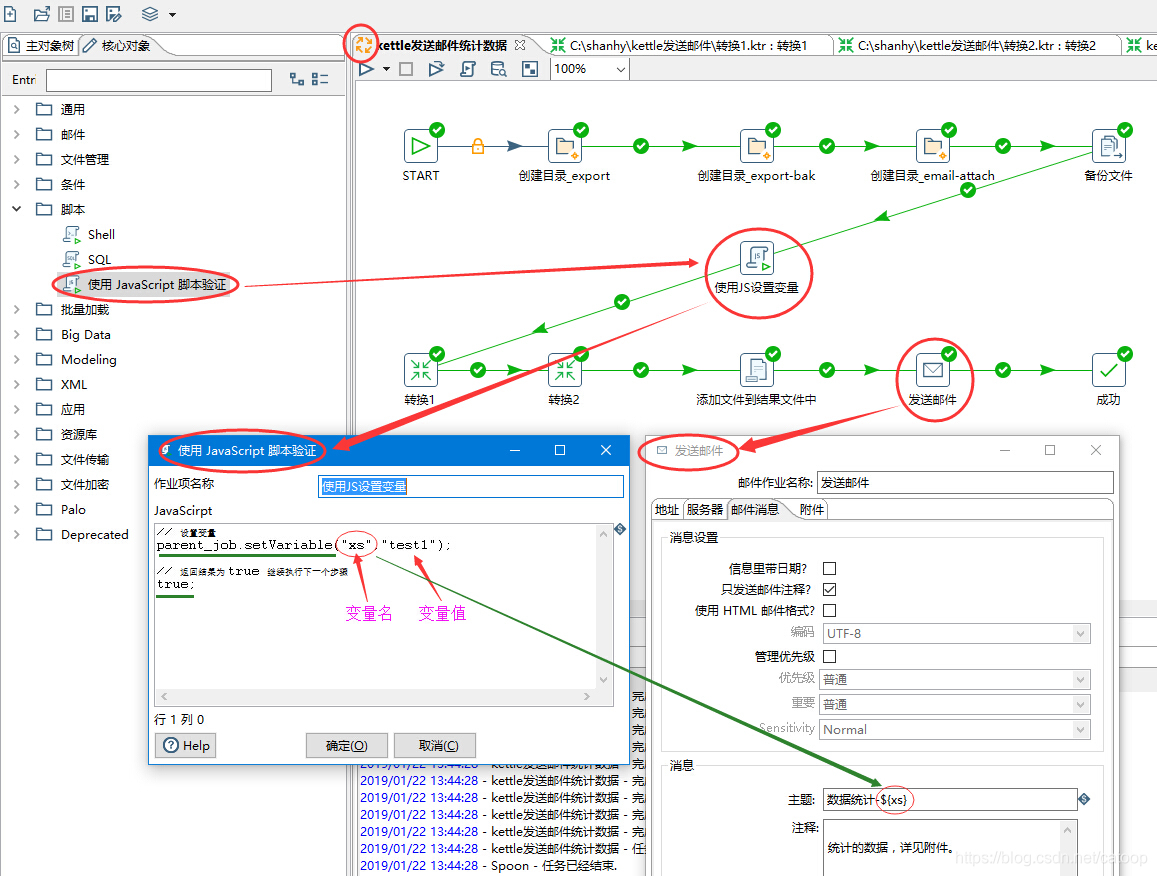 主对象树
核心对象
kettle发送邮件统计数据
C:\shanhy\kettle发送邮件\转换1.ktr : 转换1
C:\shanhy\kettle发送邮件\转换2.ktr : 转换2
ke
Entr
100%
通用
邮件
文件管理
条件
脚本
Shell
SQL
使用 JavaScript 脚本验证
批量加载
Big Data
Modeling
XML
应用
资源库
文件传输
文件加密
Palo
Deprecated
START
创建目录_export
创建目录_export-bak
创建目录_email-attach
备份文件
使用JS设置变量
转换1
转换2
添加文件到结果文件中
发送邮件
成功
使用 JavaScript 脚本验证
作业项名称
使用JS设置变量
JavaScirpt
// 设置变量
parent_job.setVariable("xs","test1");
// 返回结果为 true 继续执行下一个步骤
true;
变量名
变量值
行 1 列 0
Help
确定(O)
取消(C)
发送邮件
邮件作业名称:
发送邮件
地址
服务器
邮件消息
附件
消息设置
信息里带日期?
只发送邮件注释?
使用 HTML 邮件格式?
编码
UTF-8
管理优先级
优先级
普通
重要
普通
Sensitivity
Normal
消息
主题:
数据统计-${xs}
注释:
统计的数据，详见附件。
2019/01/22 13:44:28 - kettle发送邮件统计数据 - 完
2019/01/22 13:44:28 - kettle发送邮件统计数据 - 完
2019/01/22 13:44:28 - kettle发送邮件统计数据 - 完
2019/01/22 13:44:28 - kettle发送邮件统计数据 - 完
2019/01/22 13:44:28 - kettle发送邮件统计数据 - 完
2019/01/22 13:44:28 - kettle发送邮件统计数据 - 任
2019/01/22 13:44:28 - Spoon - 任务已经结束.
https://blog.csdn.net/catoop